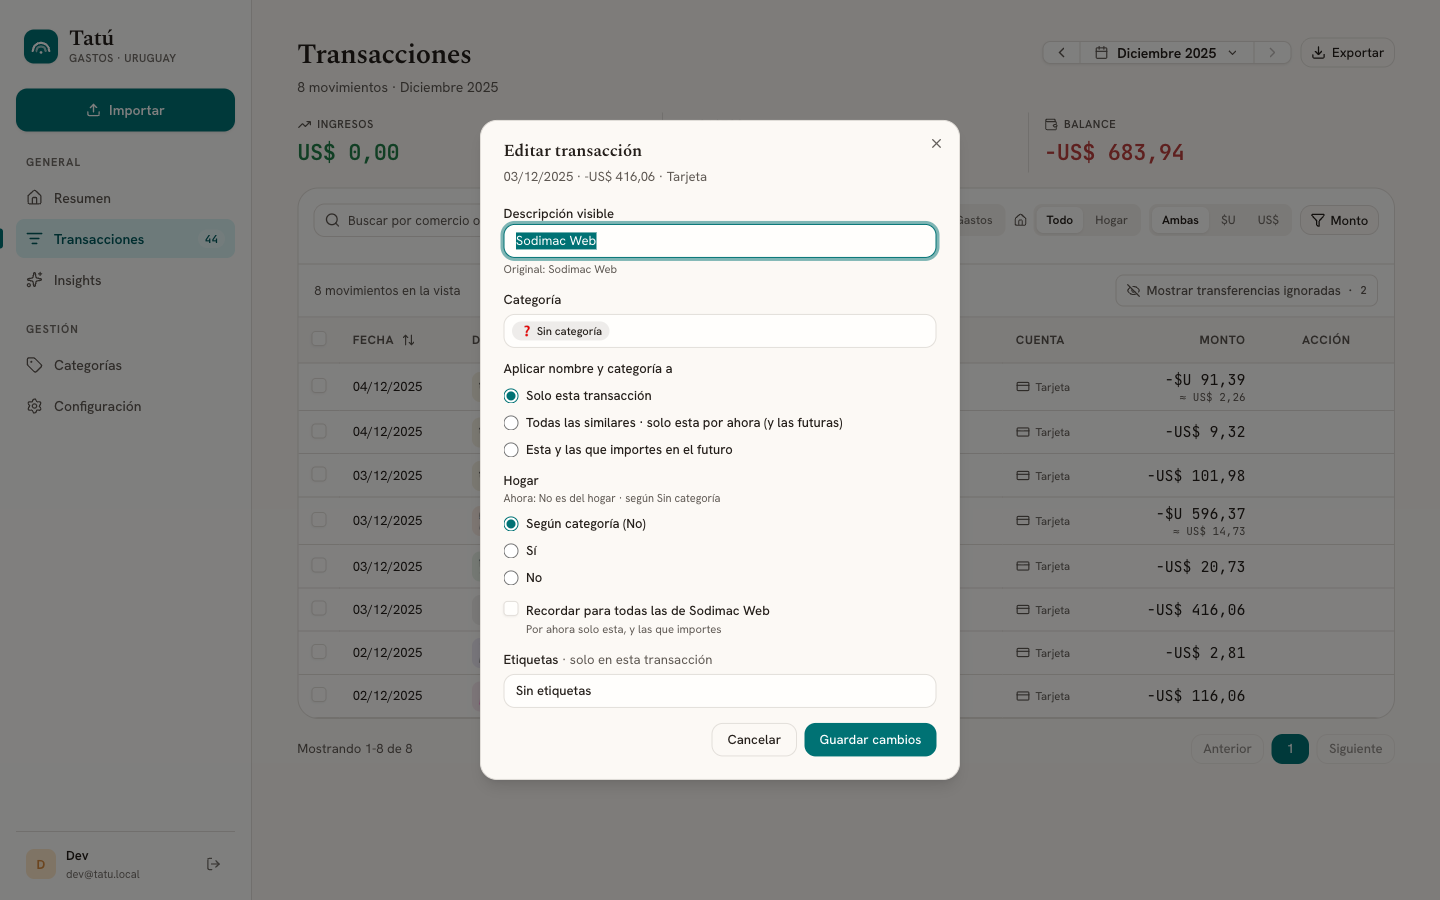 Tatú
GASTOS · URUGUAY
Importar
GENERAL
Resumen
Transacciones 44
Insights
GESTIÓN
Categorías
Configuración
D
Dev
dev@tatu.local
Transacciones
8 movimientos · Diciembre 2025
Diciembre 2025
Exportar
INGRESOS
US$ 0,00
BALANCE
-US$ 683,94
Buscar por comercio o
Gastos
Todo Hogar
Ambas $U US$
Monto
8 movimientos en la vista
Mostrar transferencias ignoradas · 2
FECHA D CUENTA MONTO ACCIÓN
04/12/2025 Tarjeta -$U 91,39
≈ US$ 2,26
04/12/2025 Tarjeta -US$ 9,32
03/12/2025 Tarjeta -US$ 101,98
03/12/2025 Tarjeta -$U 596,37
≈ US$ 14,73
03/12/2025 Tarjeta -US$ 20,73
03/12/2025 Tarjeta -US$ 416,06
02/12/2025 Tarjeta -US$ 2,81
02/12/2025 Tarjeta -US$ 116,06
Mostrando 1-8 de 8
Anterior 1 Siguiente
Editar transacción
03/12/2025 · -US$ 416,06 · Tarjeta
Descripción visible
Sodimac Web
Original: Sodimac Web
Categoría
❓ Sin categoría
Aplicar nombre y categoría a
Solo esta transacción
Todas las similares · solo esta por ahora (y las futuras)
Esta y las que importes en el futuro
Hogar
Ahora: No es del hogar · según Sin categoría
Según categoría (No)
Sí
No
Recordar para todas las de Sodimac Web
Por ahora solo esta, y las que importes
Etiquetas · solo en esta transacción
Sin etiquetas
Cancelar
Guardar cambios